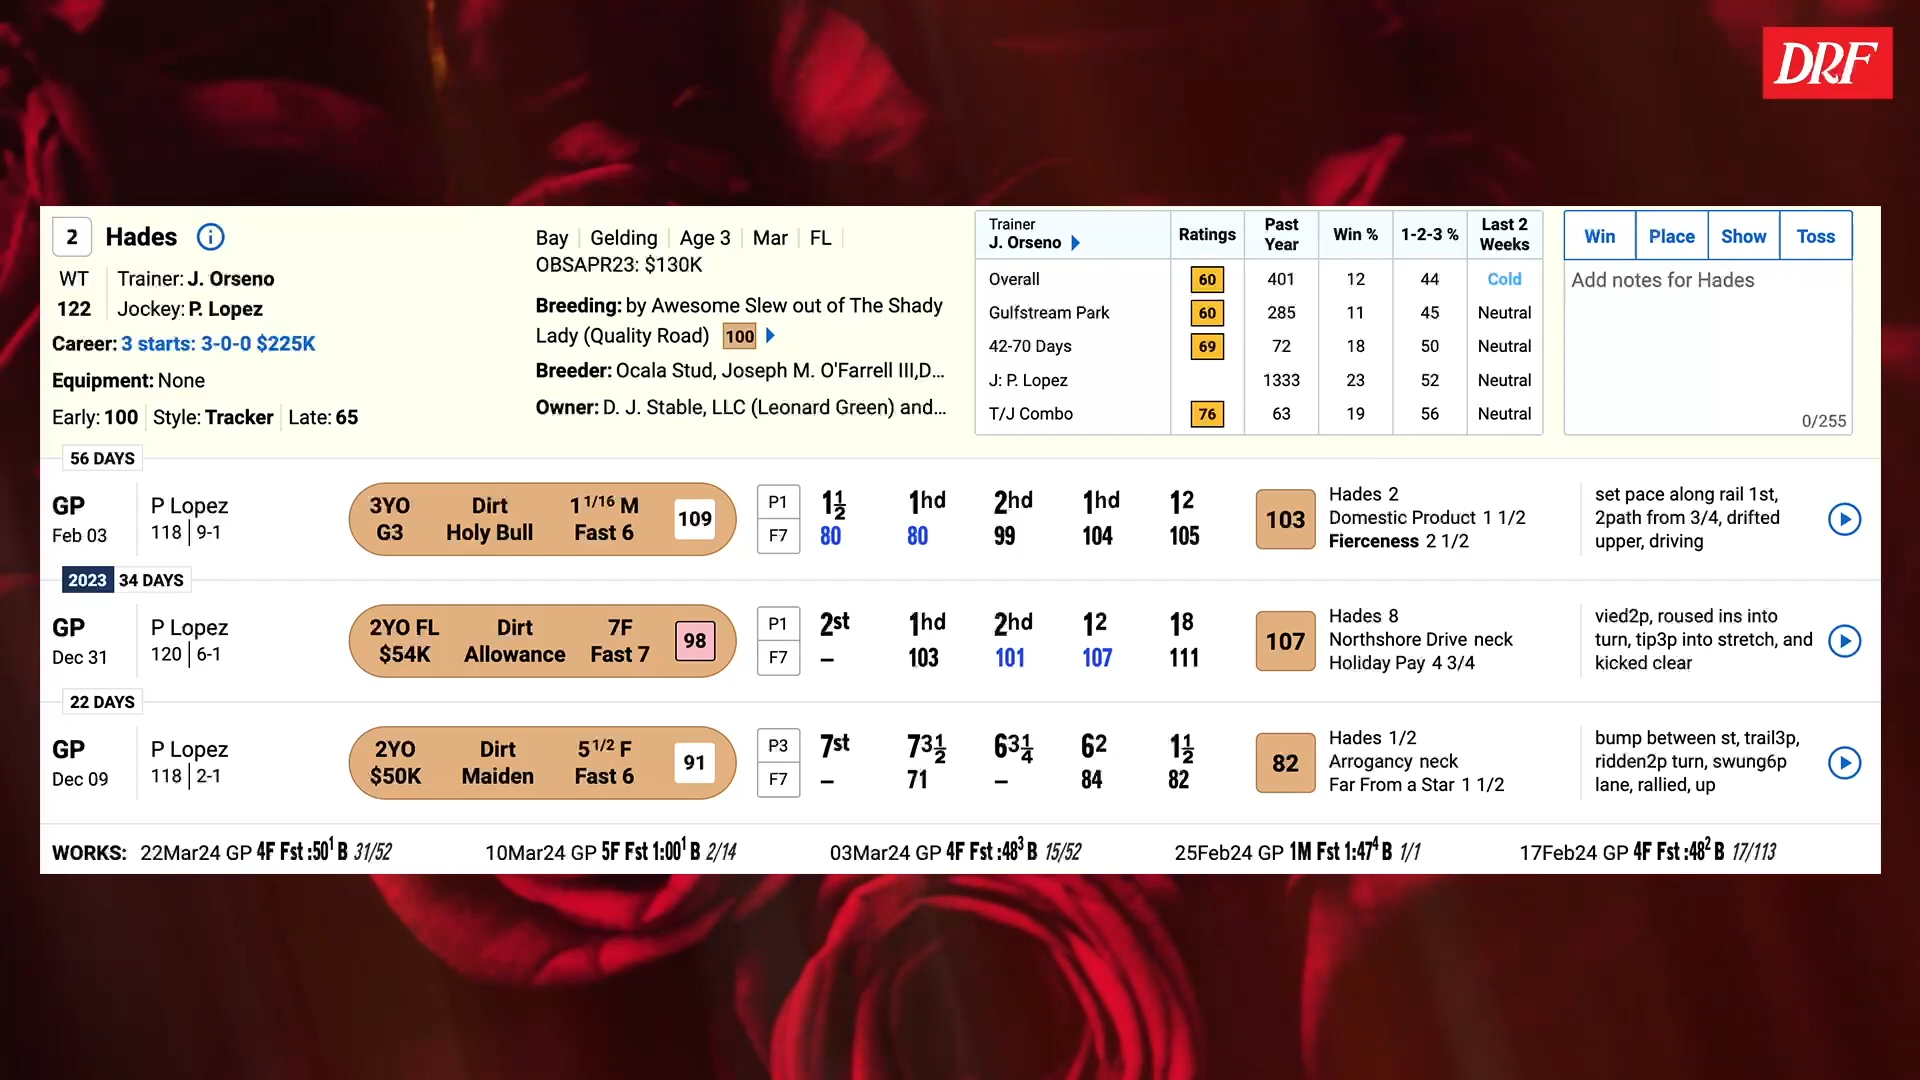 DRF
2 Hades
WT Trainer: J. Orseno
122 Jockey: P. Lopez
Career: 3 starts: 3-0-0 $225K
Equipment: None
Early: 100 Style: Tracker Late: 65
Bay Gelding Age 3 Mar FL
OBSAPR23: $130K
Breeding: by Awesome Slew out of The Shady
Lady (Quality Road) 100
Breeder: Ocala Stud, Joseph M. O'Farrell III,D...
Owner: D. J. Stable, LLC (Leonard Green) and...
Trainer
J. Orseno Ratings Past Year Win % 1-2-3 % Last 2 Weeks
Overall 60 401 12 44 Cold
Gulfstream Park 60 285 11 45 Neutral
42-70 Days 69 72 18 50 Neutral
J: P. Lopez 1333 23 52 Neutral
T/J Combo 76 63 19 56 Neutral
Win Place Show Toss
Add notes for Hades
0/255
56 DAYS
GP
Feb 03
P Lopez
118 9-1
3YO Dirt 1 1/16 M
G3 Holy Bull Fast 6
109
P1
F7
1½ 1hd 2hd 1hd 12
80 80 99 104 105
103
Hades 2
Domestic Product 1 1/2
Fierceness 2 1/2
set pace along rail 1st,
2path from 3/4, drifted
upper, driving
2023 34 DAYS
GP
Dec 31
P Lopez
120 6-1
2YO FL Dirt 7F
$54K Allowance Fast 7
98
P1
F7
2st 1hd 2hd 12 18
– 103 101 107 111
107
Hades 8
Northshore Drive neck
Holiday Pay 4 3/4
vied2p, roused ins into
turn, tip3p into stretch, and
kicked clear
22 DAYS
GP
Dec 09
P Lopez
118 2-1
2YO Dirt 5 1/2 F
$50K Maiden Fast 6
91
P3
F7
7st 73½ 63¼ 62 1½
– 71 – 84 82
82
Hades 1/2
Arrogancy neck
Far From a Star 1 1/2
bump between st, trail3p,
ridden2p turn, swung6p
lane, rallied, up
WORKS: 22Mar24 GP 4F Fst :50¹ B 31/52 10Mar24 GP 5F Fst 1:00¹ B 2/14 03Mar24 GP 4F Fst :48³ B 15/52 25Feb24 GP 1M Fst 1:47⁴ B 1/1 17Feb24 GP 4F Fst :48² B 17/113